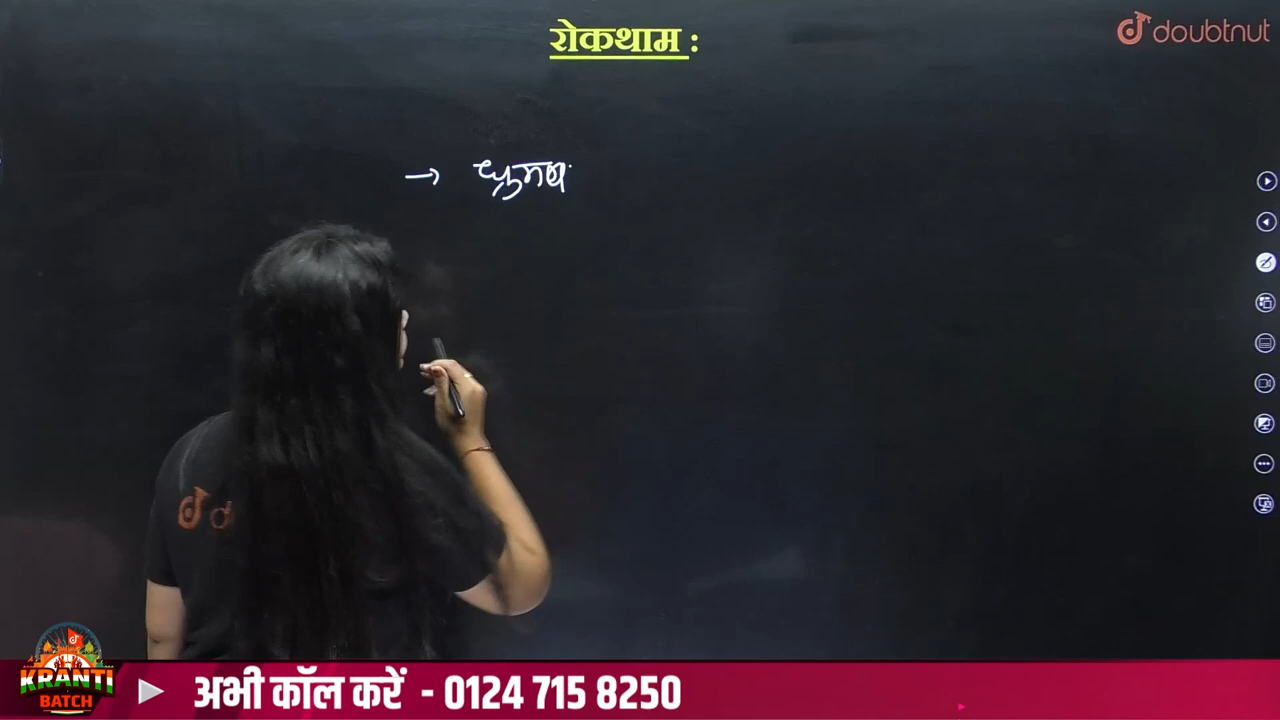 रोकथाम :
doubtnut
→ धूम्रप
d
KRANTI
BATCH
अभी कॉल करें - 0124 715 8250